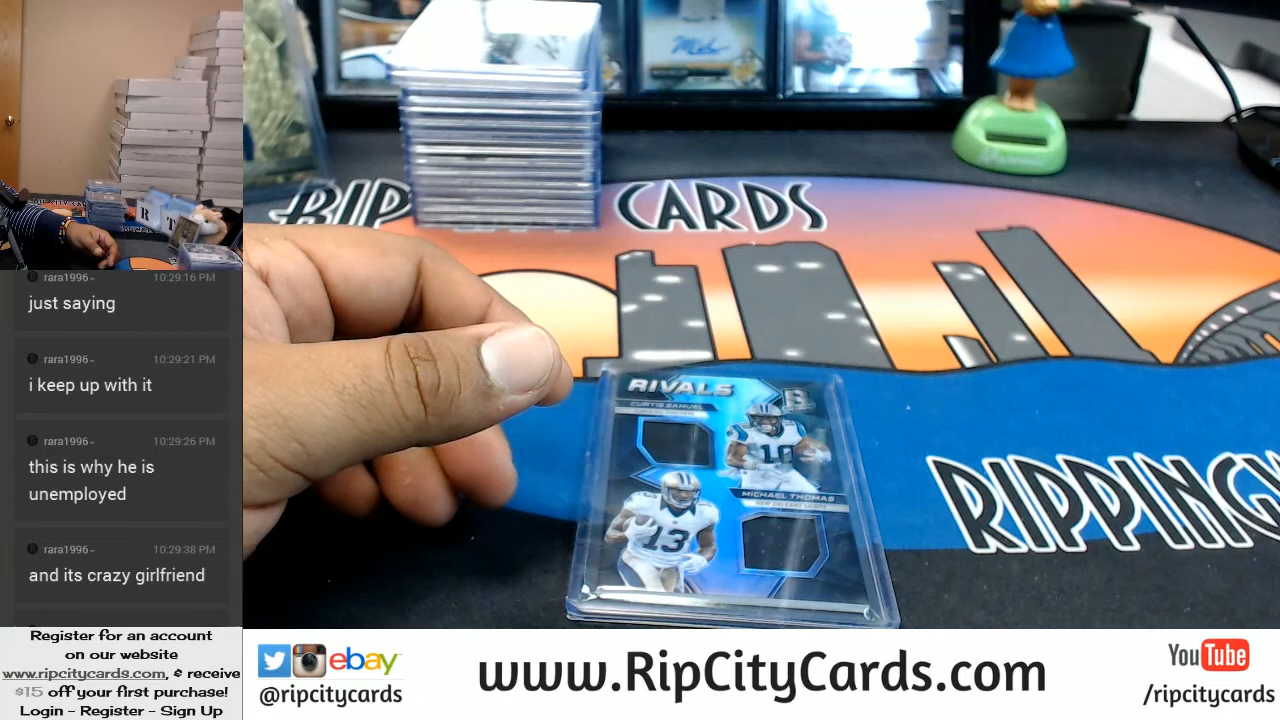 rara1996- 10:29:16 PM
just saying
rara1996- 10:29:21 PM
i keep up with it
rara1996- 10:29:26 PM
this is why he is
unemployed
rara1996- 10:29:38 PM
and its crazy girlfriend
Register for an account
on our website
www.ripcitycards.com, & receive
$15 off your first purchase!
Login - Register - Sign Up
RIP CARDS
RIVALS
CURTIS SAMUEL
10
MICHAEL THOMAS
NEW ORLEANS SAINTS
13
RIPPING
ebay
@ripcitycards
www.RipCityCards.com
YouTube
/ripcitycards
R T